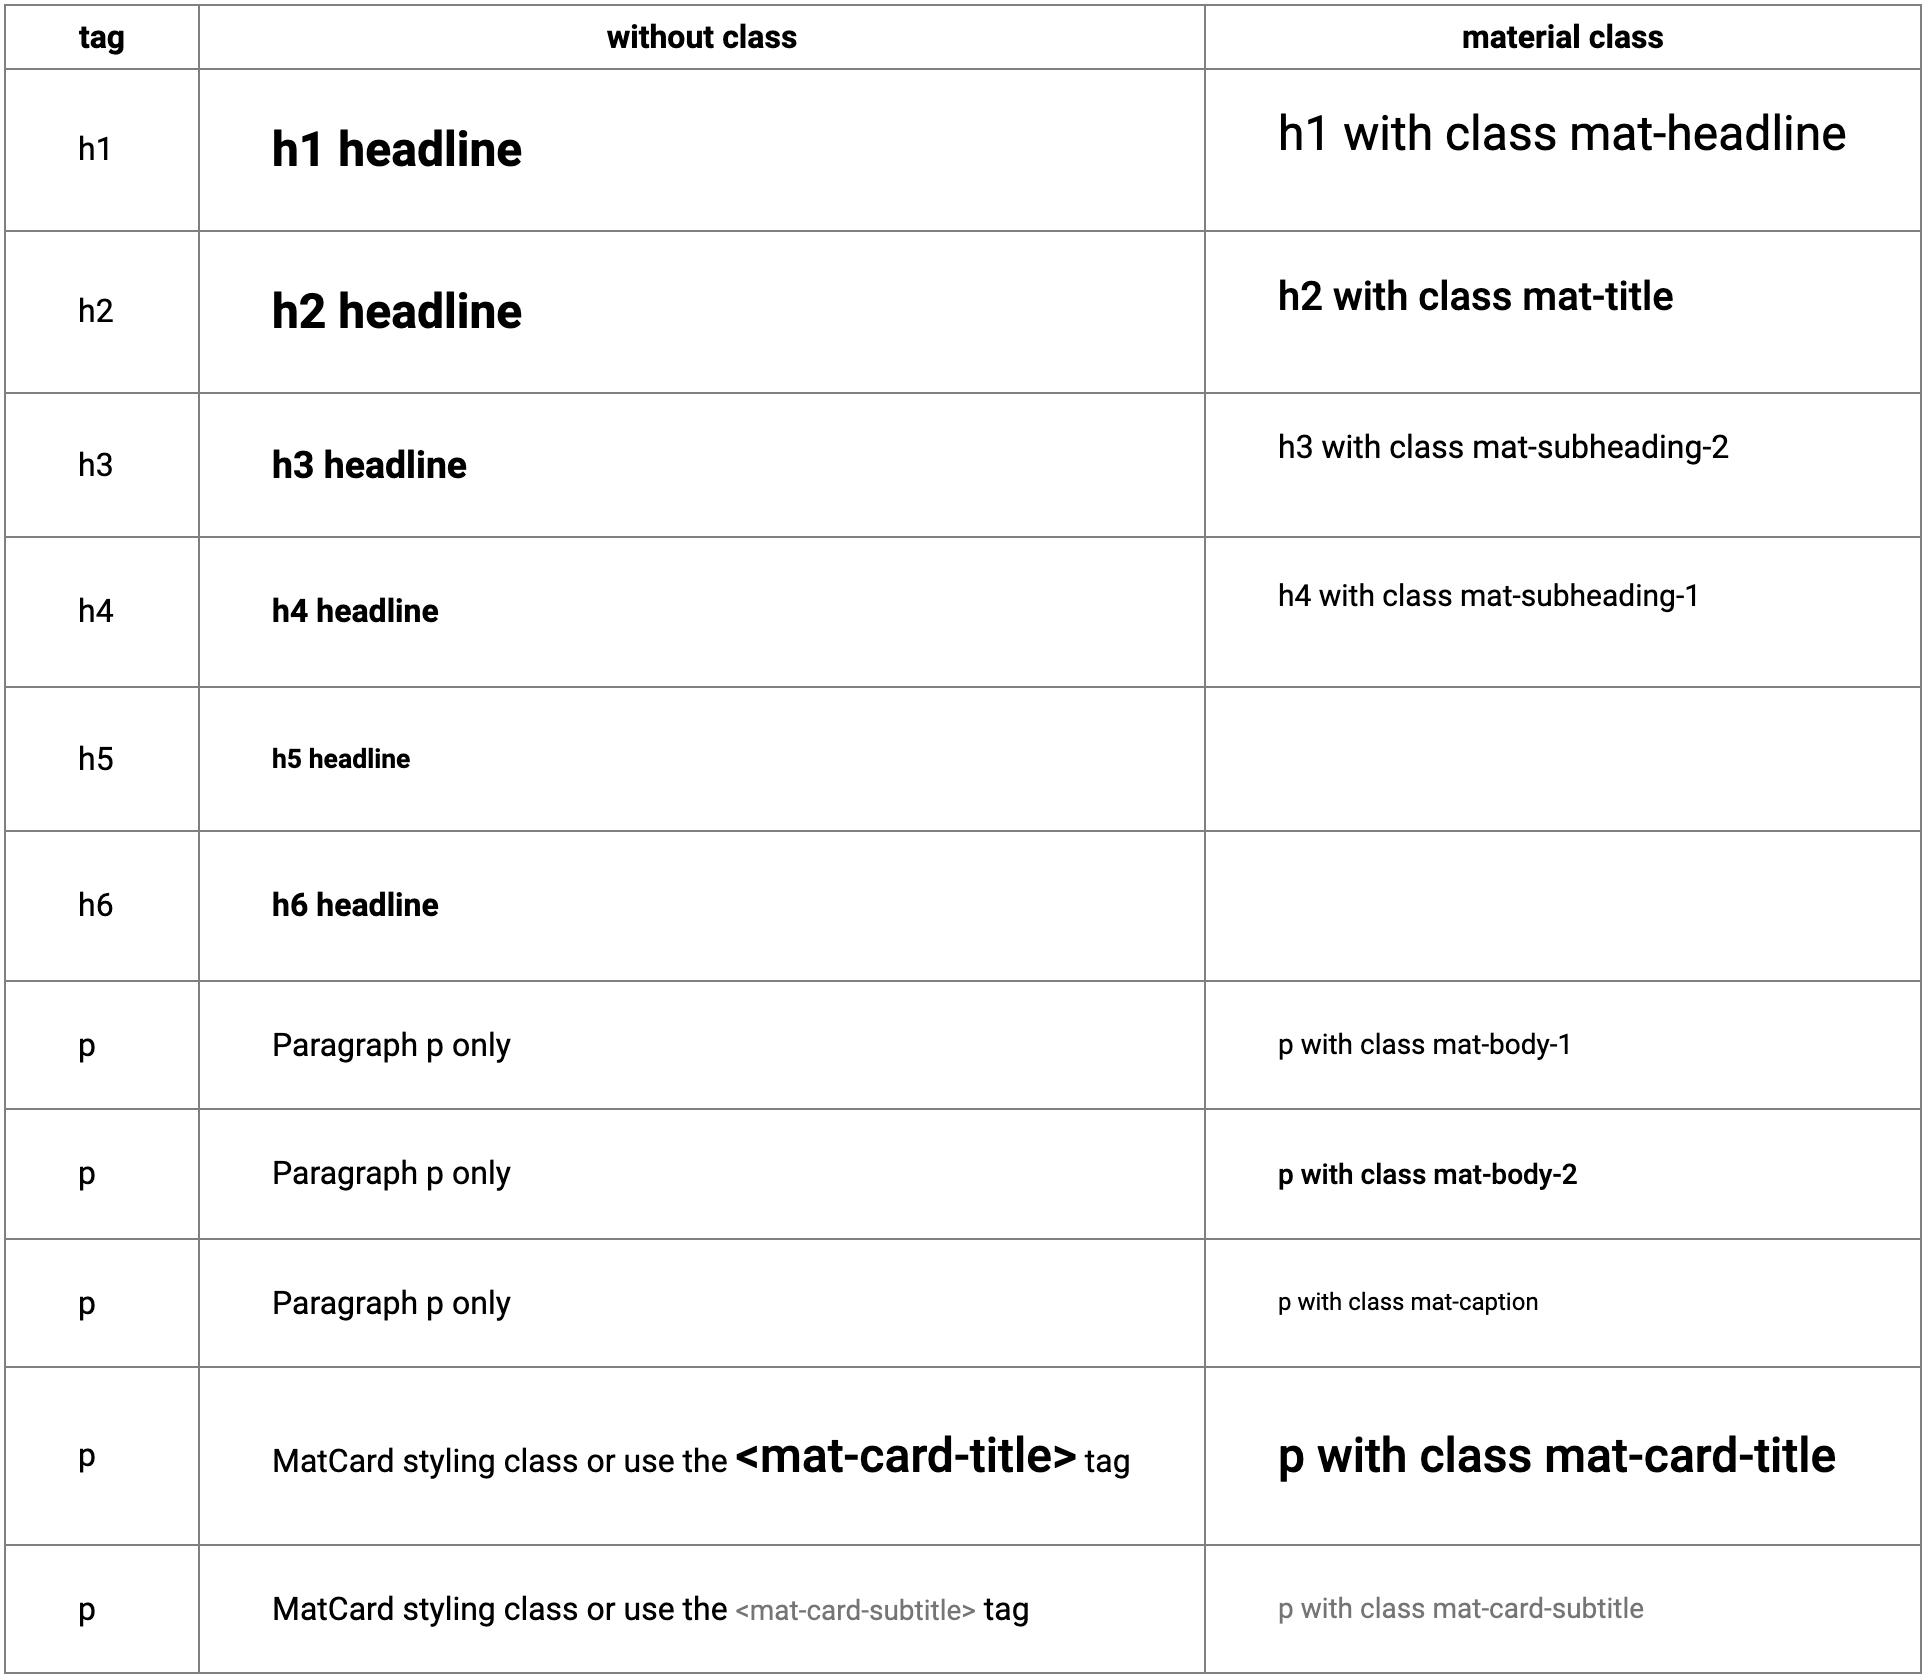 tag without class material class
h1 h1 headline h1 with class mat-headline
h2 h2 headline h2 with class mat-title
h3 h3 headline h3 with class mat-subheading-2
h4 h4 headline h4 with class mat-subheading-1
h5 h5 headline
h6 h6 headline
p Paragraph p only p with class mat-body-1
p Paragraph p only p with class mat-body-2
p Paragraph p only p with class mat-caption
p MatCard styling class or use the <mat-card-title> tag p with class mat-card-title
p MatCard styling class or use the <mat-card-subtitle> tag p with class mat-card-subtitle